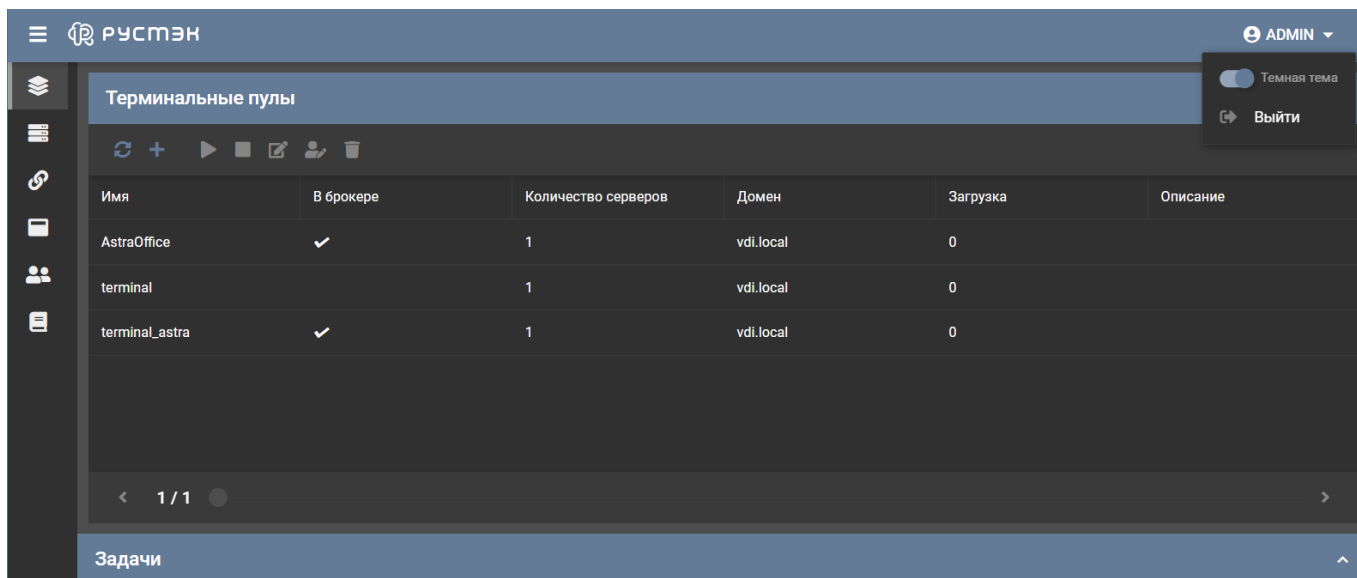 РУСТЭК
ADMIN
Темная тема
Выйти
Терминальные пулы
Имя В брокере Количество серверов Домен Загрузка Описание
AstraOffice 1 vdi.local 0
terminal 1 vdi.local 0
terminal_astra 1 vdi.local 0
1 / 1
Задачи